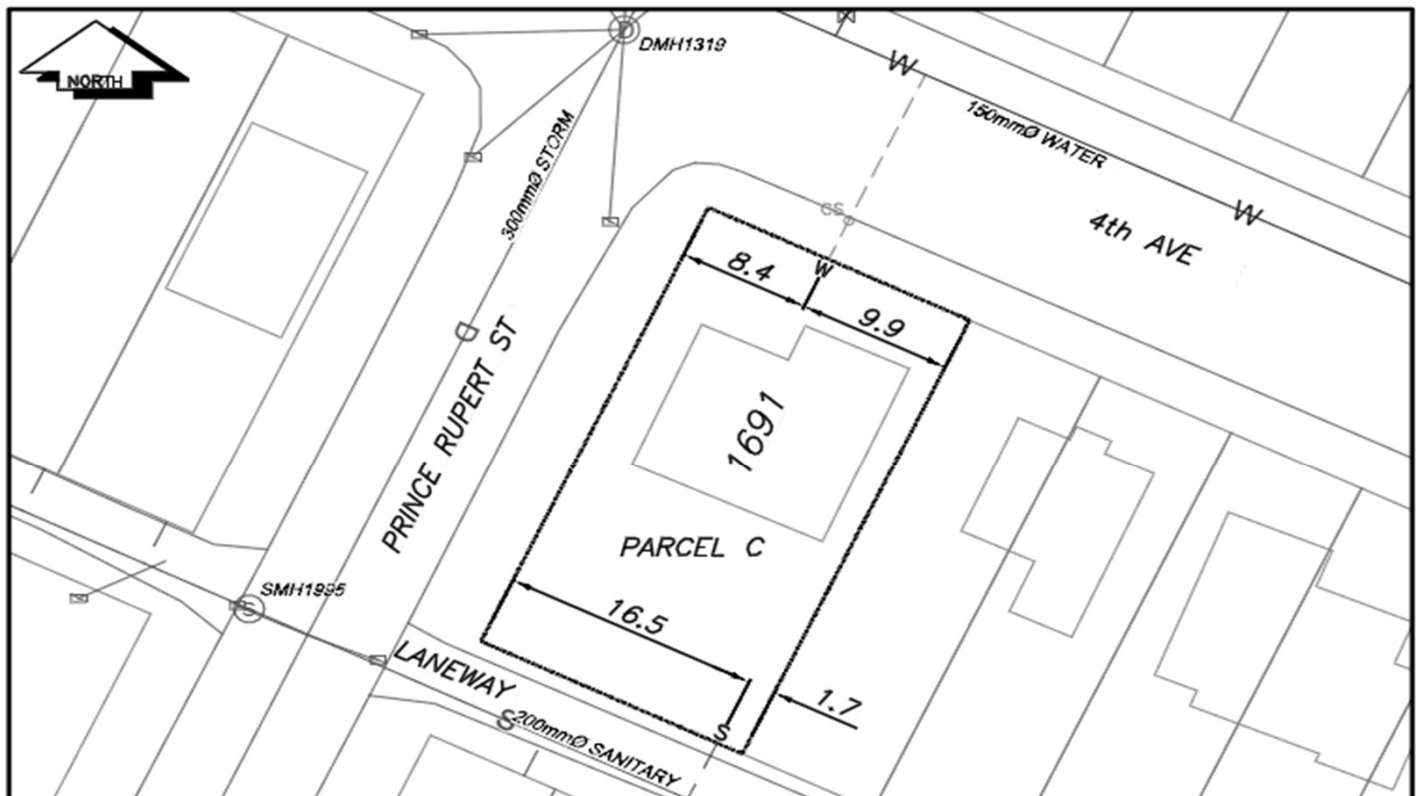 NORTH
DMH1319
W
150mmØ WATER
W
4th AVE
300mmØ STORM
CS
W
8.4
9.9
D
PRINCE RUPERT ST
1691
PARCEL C
SMH1995
S
16.5
LANEWAY
1.7
S
S
200mmØ SANITARY